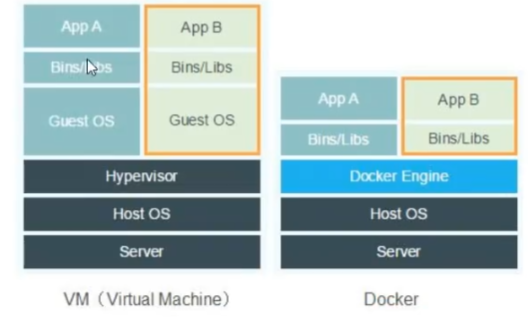 App A
App B
Bins/Libs
Bins/Libs
Guest OS
Guest OS
Hypervisor
Host OS
Server
VM（Virtual Machine）
App A
App B
Bins/Libs
Bins/Libs
Docker Engine
Host OS
Server
Docker